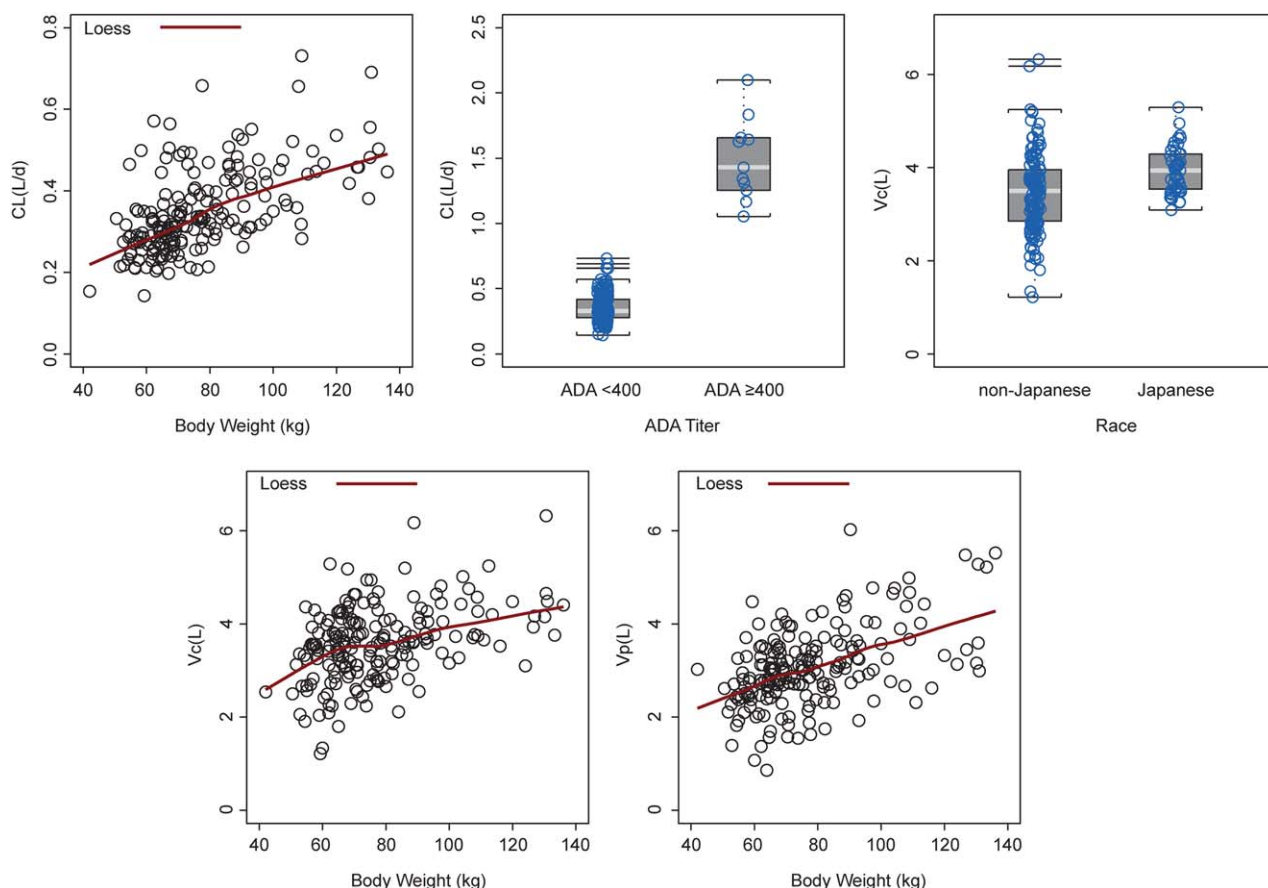 Loess
CL(L/d)
0.0 0.2 0.4 0.6 0.8
40 60 80 100 120 140
Body Weight (kg)
CL(L/d)
0.0 0.5 1.0 1.5 2.0 2.5
ADA <400 ADA ≥400
ADA Titer
Vc(L)
0 2 4 6
non-Japanese Japanese
Race
Loess
Vc(L)
0 2 4 6
40 60 80 100 120 140
Body Weight (kg)
Loess
Vp(L)
0 2 4 6
40 60 80 100 120 140
Body Weight (kg)